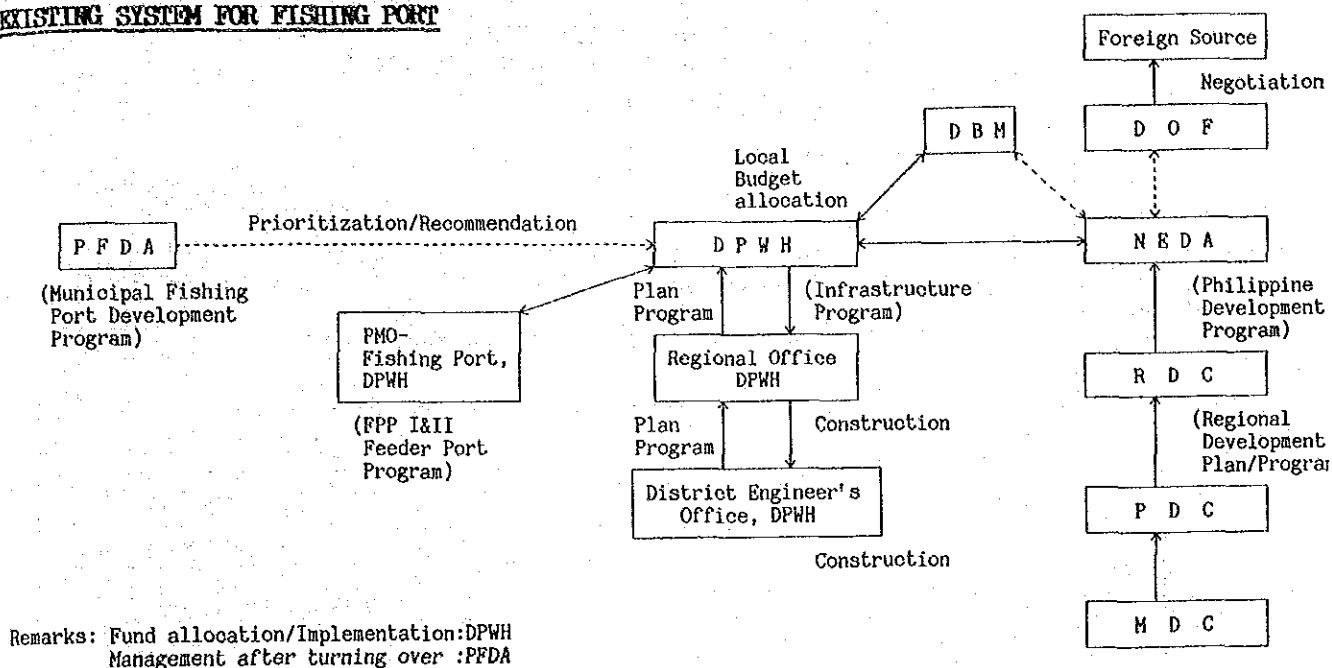 EXISTING SYSTEM FOR FISHING PORT
Foreign Source
Negotiation
D O F
D B M
Local
Budget
allocation
Prioritization/Recommendation
P F D A
(Municipal Fishing
Port Development
Program)
D P W H
N E D A
(Philippine
Development
Program)
Plan
Program
(Infrastructure
Program)
PMO-
Fishing Port,
DPWH
(FPP I&II
Feeder Port
Program)
Regional Office
DPWH
R D C
(Regional
Development
Plan/Program
Plan
Program
Construction
District Engineer's
Office, DPWH
Construction
P D C
M D C
Remarks: Fund allocation/Implementation:DPWH
Management after turning over :PFDA